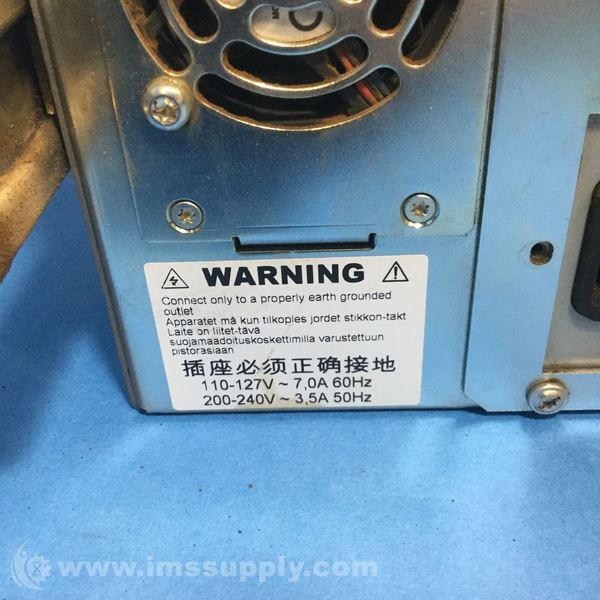 WARNING
Connect only to a properly earth grounded
outlet
Apparatet må kun tilkoples jordet stikkon-takt
Laite on liitet-tava
suojamaadoituskoskettimilla varustettuun
pistorasiaan
插座必须正确接地
110-127V ~ 7,0A 60Hz
200-240V ~ 3,5A 50Hz
www.imssupply.com